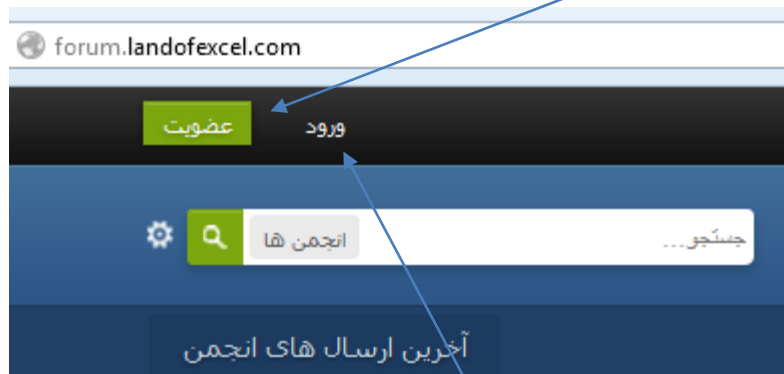 forum.landofexcel.com
ورود عضویت
جستجو... انجمن ها
آخرین ارسال های انجمن